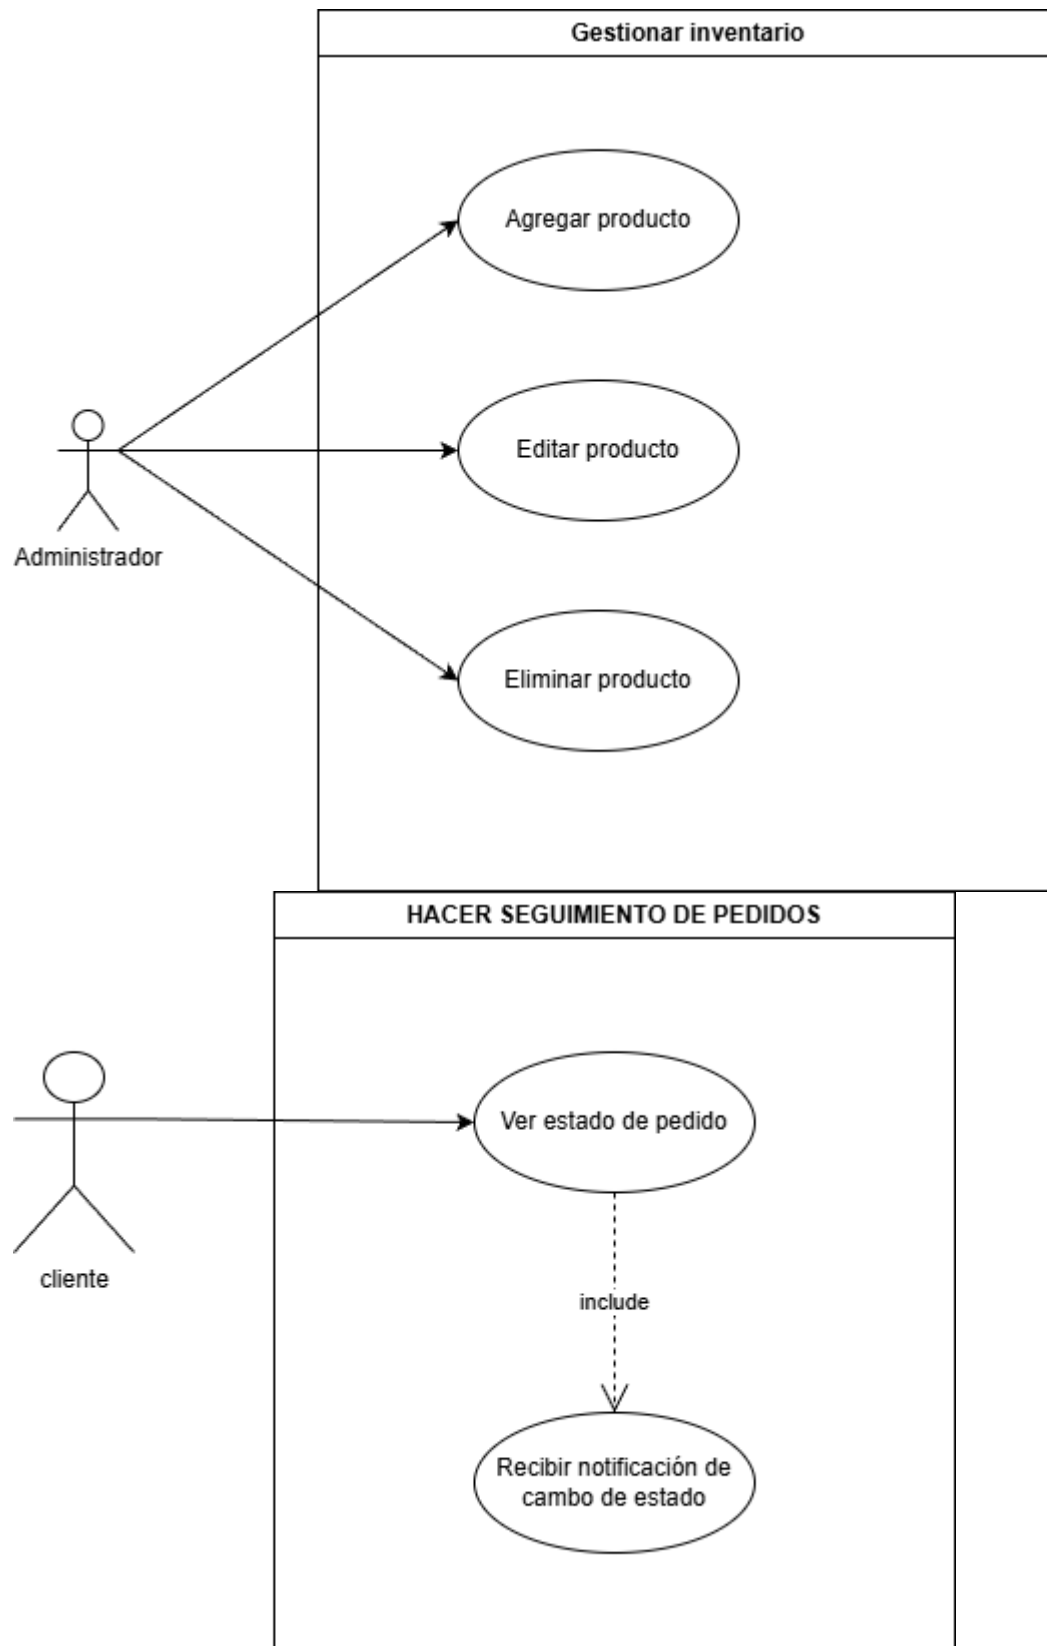 Gestionar inventario
Agregar producto
Editar producto
Administrador
Eliminar producto
HACER SEGUIMIENTO DE PEDIDOS
Ver estado de pedido
cliente
include
Recibir notificación de
cambo de estado